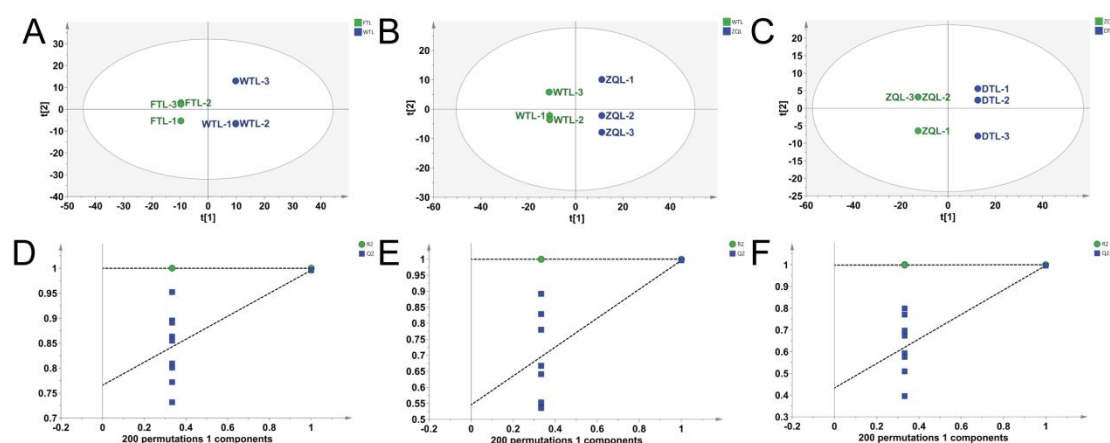 A
FTL
WTL
t[2]
30
20
10
0
-10
-20
-30
-40
WTL-3
FTL-3
FTL-2
FTL-1
WTL-1
WTL-2
-50
-40
-30
-20
-10
0
10
20
30
40
50
t[1]
B
WTL
ZQL
t[2]
20
10
0
-10
-20
-30
ZQL-1
WTL-3
WTL-1
WTL-2
ZQL-2
ZQL-3
-60
-40
-20
0
20
40
t[1]
C
ZQL
t[2]
20
15
10
5
0
-5
-10
-15
-20
-25
DTL-1
ZQL-3
ZQL-2
DTL-2
ZQL-1
DTL-3
-60
-40
-20
0
20
40
t[1]
D
R2
Q2
1
0.95
0.9
0.85
0.8
0.75
0.7
-0.2
0
0.2
0.4
0.6
0.8
1
200 permutations 1 components
E
R2
Q2
1
0.95
0.9
0.85
0.8
0.75
0.7
0.65
0.6
0.55
0.5
-0.2
0
0.2
0.4
0.6
0.8
1
200 permutations 1 components
F
R2
Q2
1
0.9
0.8
0.7
0.6
0.5
0.4
0.3
-0.2
0
0.2
0.4
0.6
0.8
1
200 permutations 1 components